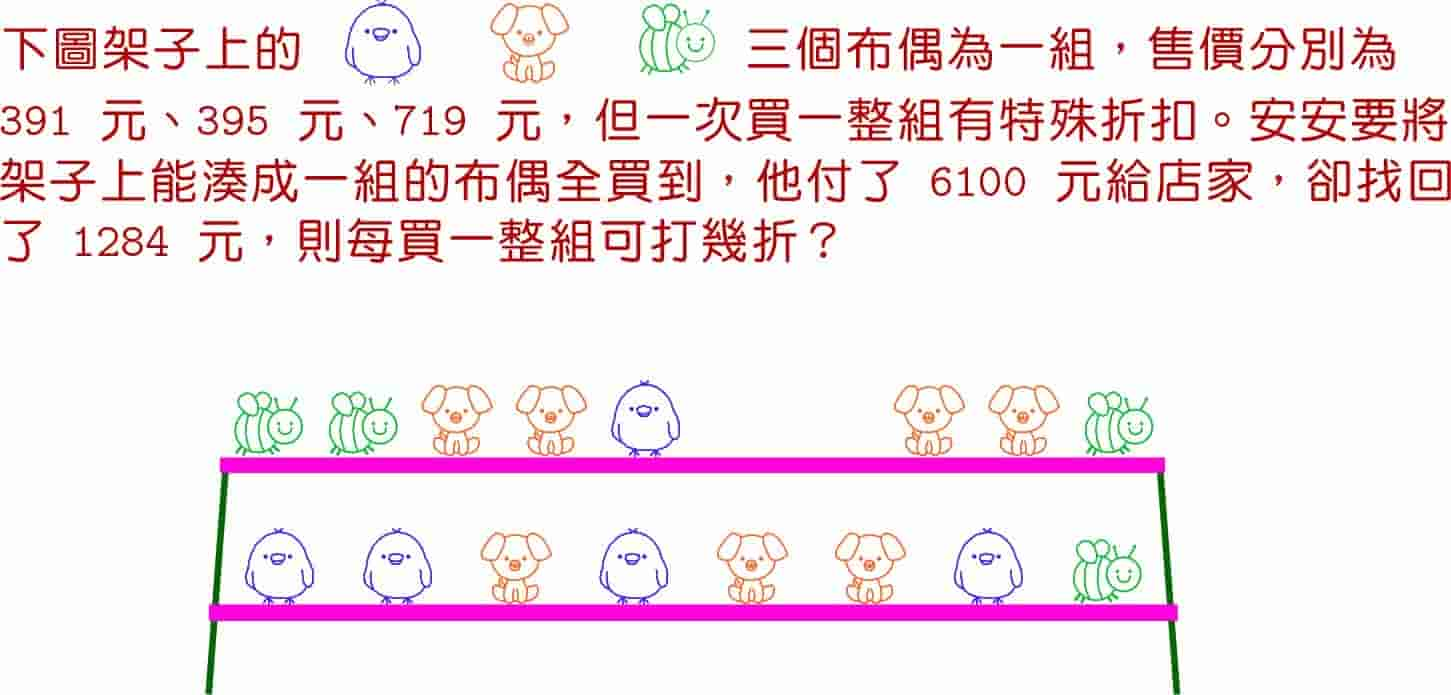 下圖架子上的 三個布偶為一組，售價分別為
391 元、395 元、719 元，但一次買一整組有特殊折扣。安安要將
架子上能湊成一組的布偶全買到，他付了 6100 元給店家，卻找回
了 1284 元，則每買一整組可打幾折？